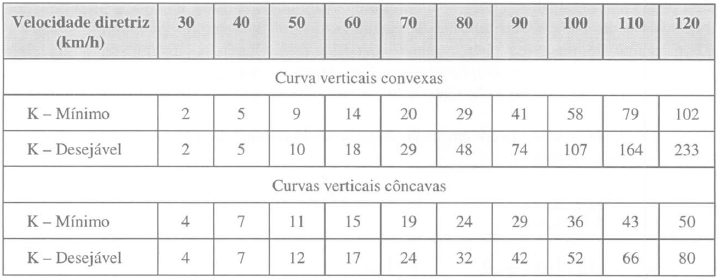 Velocidade diretriz (km/h) 30 40 50 60 70 80 90 100 110 120
Curva verticais convexas
K – Mínimo 2 5 9 14 20 29 41 58 79 102
K – Desejável 2 5 10 18 29 48 74 107 164 233
Curvas verticais côncavas
K – Mínimo 4 7 11 15 19 24 29 36 43 50
K – Desejável 4 7 12 17 24 32 42 52 66 80